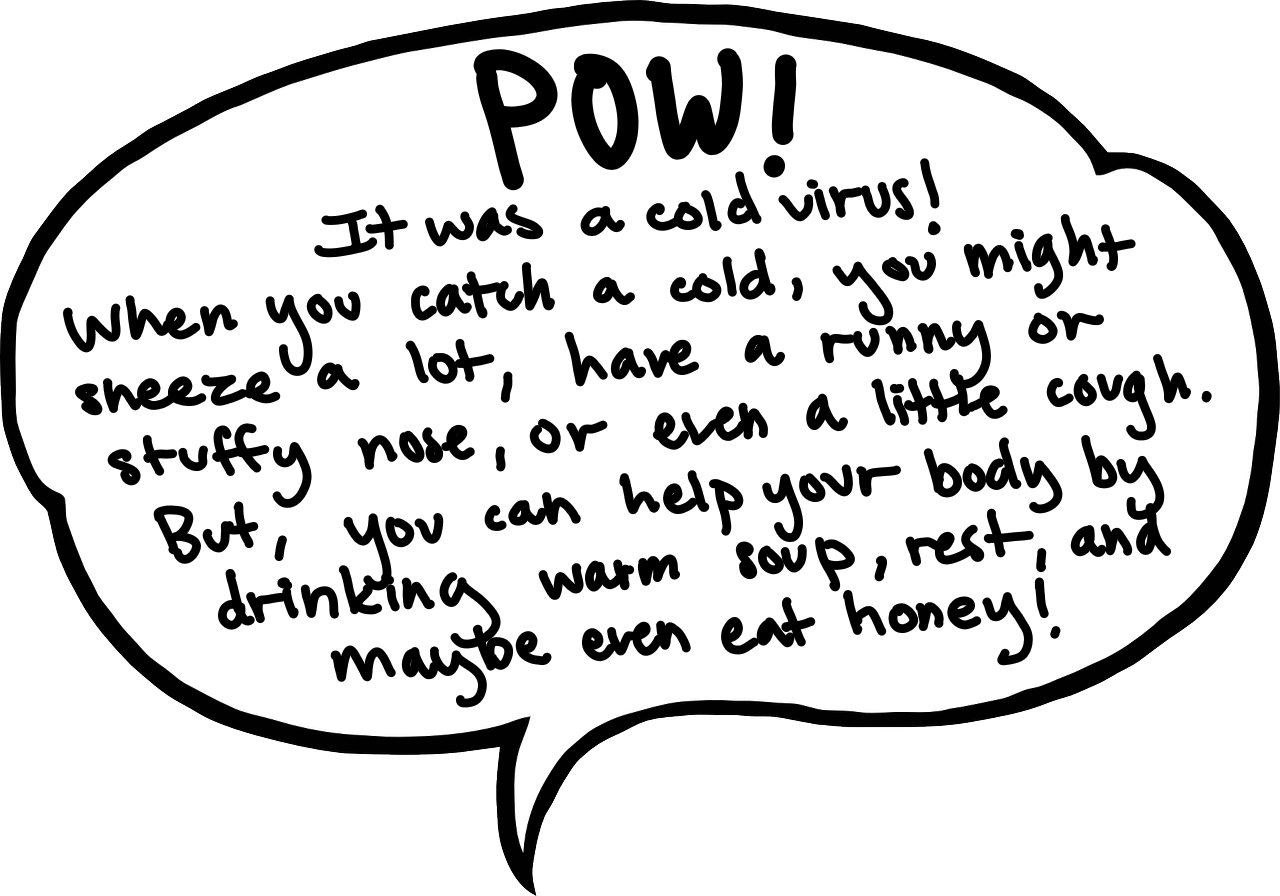 POW!
It was a cold virus!
When you catch a cold, you might
sneeze a lot, have a runny or
stuffy nose, or even a little cough.
But, you can help your body by
drinking warm soup, rest, and
maybe even eat honey!